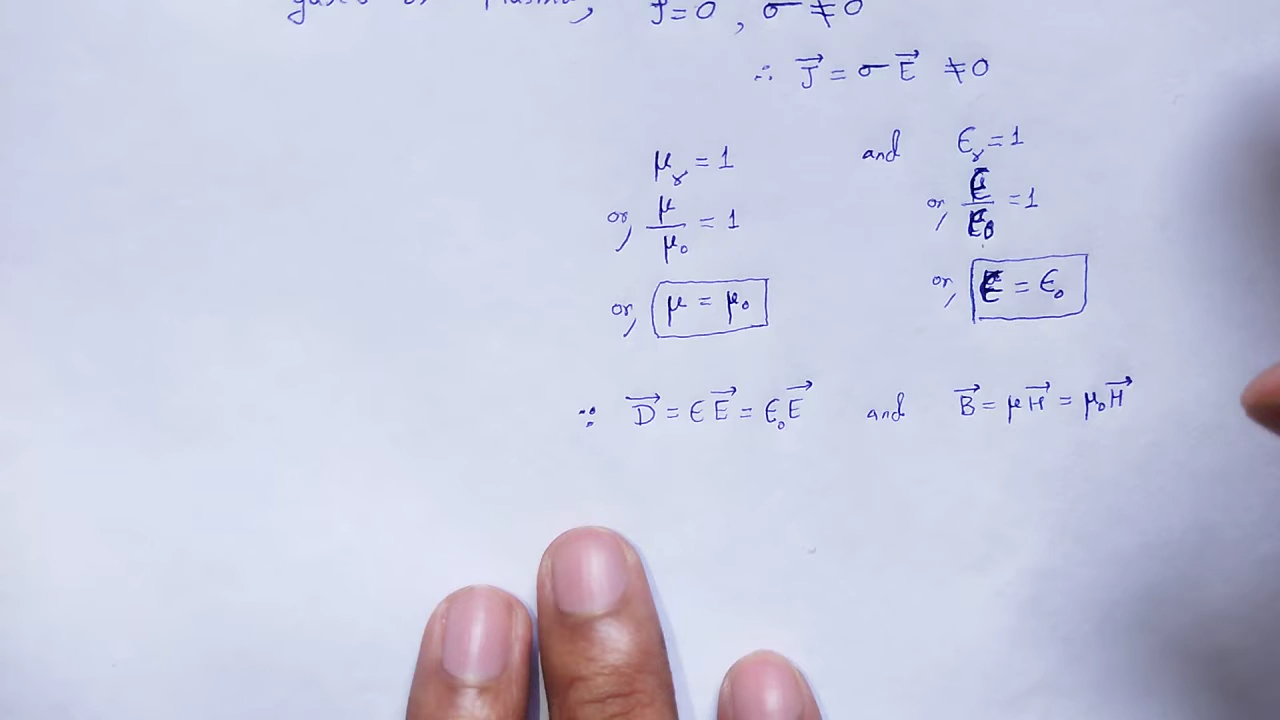 Plasma, J=0, σ ≠0
∴ J⃗ = σ E⃗ ≠0
μᵣ = 1 and ϵᵣ = 1
or, μ/μ₀ = 1 or, ϵ/ϵ₀ = 1
or, μ = μ₀ or, ϵ = ϵ₀
∴ D⃗ = ϵ E⃗ = ϵ₀ E⃗ and B⃗ = μ H⃗ = μ₀ H⃗